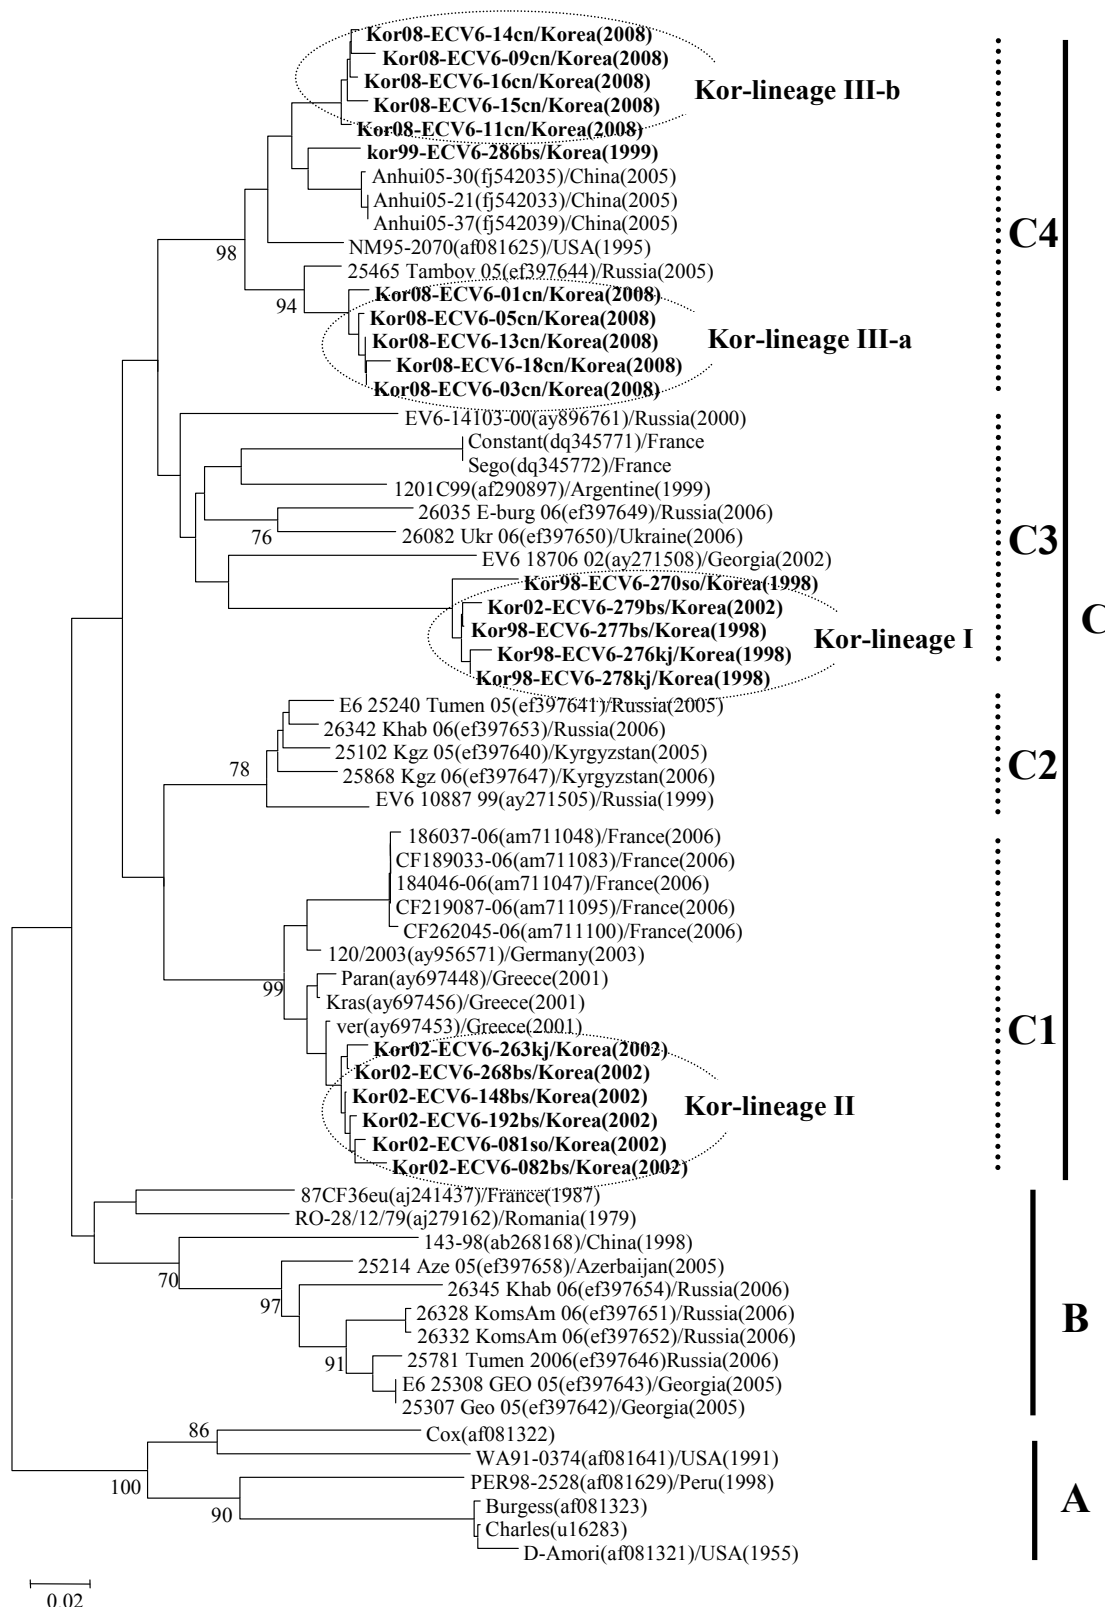 Kor08-ECV6-14cn/Korea(2008)
Kor08-ECV6-09cn/Korea(2008)
Kor08-ECV6-16cn/Korea(2008)
Kor-lineage III-b
Kor08-ECV6-15cn/Korea(2008)
Kor08-ECV6-11cn/Korea(2008)
kor99-ECV6-286bs/Korea(1999)
Anhui05-30(fj542035)/China(2005)
Anhui05-21(fj542033)/China(2005)
Anhui05-37(fj542039)/China(2005)
C4
NM95-2070(af081625)/USA(1995)
98
25465 Tambov 05(ef397644)/Russia(2005)
Kor08-ECV6-01cn/Korea(2008)
94
Kor08-ECV6-05cn/Korea(2008)
Kor08-ECV6-13cn/Korea(2008)
Kor-lineage III-a
Kor08-ECV6-18cn/Korea(2008)
Kor08-ECV6-03cn/Korea(2008)
EV6-14103-00(ay896761)/Russia(2000)
Constant(dq345771)/France
Sego(dq345772)/France
1201C99(af290897)/Argentine(1999)
26035 E-burg 06(ef397649)/Russia(2006)
76
26082 Ukr 06(ef397650)/Ukraine(2006)
C3
EV6 18706 02(ay271508)/Georgia(2002)
Kor98-ECV6-270so/Korea(1998)
Kor02-ECV6-279bs/Korea(2002)
C
Kor98-ECV6-277bs/Korea(1998)
Kor-lineage I
Kor98-ECV6-276kj/Korea(1998)
Kor98-ECV6-278kj/Korea(1998)
E6 25240 Tumen 05(ef397641)/Russia(2005)
26342 Khab 06(ef397653)/Russia(2006)
25102 Kgz 05(ef397640)/Kyrgyzstan(2005)
C2
78
25868 Kgz 06(ef397647)/Kyrgyzstan(2006)
EV6 10887 99(ay271505)/Russia(1999)
186037-06(am711048)/France(2006)
CF189033-06(am711083)/France(2006)
184046-06(am711047)/France(2006)
CF219087-06(am711095)/France(2006)
CF262045-06(am711100)/France(2006)
120/2003(ay956571)/Germany(2003)
Paran(ay697448)/Greece(2001)
99
Kras(ay697456)/Greece(2001)
C1
ver(ay697453)/Greece(2001)
Kor02-ECV6-263kj/Korea(2002)
Kor02-ECV6-268bs/Korea(2002)
Kor02-ECV6-148bs/Korea(2002)
Kor-lineage II
Kor02-ECV6-192bs/Korea(2002)
Kor02-ECV6-081so/Korea(2002)
Kor02-ECV6-082bs/Korea(2002)
87CF36eu(aj241437)/France(1987)
RO-28/12/79(aj279162)/Romania(1979)
143-98(ab268168)/China(1998)
25214 Aze 05(ef397658)/Azerbaijan(2005)
70
26345 Khab 06(ef397654)/Russia(2006)
97
26328 KomsAm 06(ef397651)/Russia(2006)
B
26332 KomsAm 06(ef397652)/Russia(2006)
91
25781 Tumen 2006(ef397646)Russia(2006)
E6 25308 GEO 05(ef397643)/Georgia(2005)
25307 Geo 05(ef397642)/Georgia(2005)
86
Cox(af081322)
WA91-0374(af081641)/USA(1991)
100
PER98-2528(af081629)/Peru(1998)
A
90
Burgess(af081323)
Charles(u16283)
D-Amori(af081321)/USA(1955)
0.02